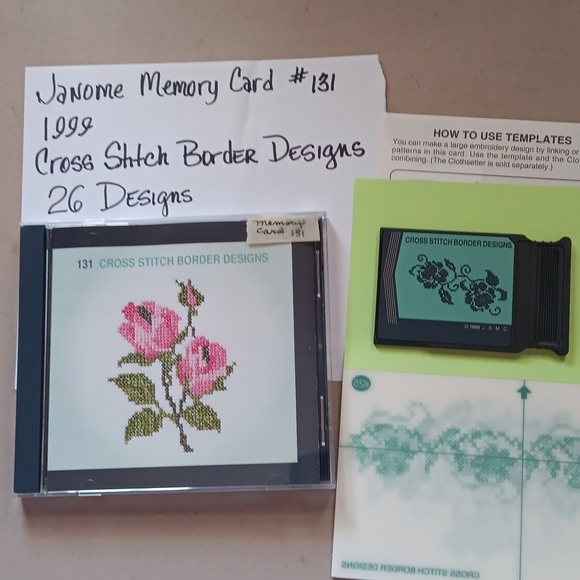 Janome Memory Card #131
1999
Cross Stitch Border Designs
26 Designs
memory
card 131
131 CROSS STITCH BORDER DESIGNS
HOW TO USE TEMPLATES
You can make a large embroidery design by linking or
patterns in this card. Use the template and the Clo
combining. (The Clothsetter is sold separately.)
CROSS STITCH BORDER DESIGNS
© 1999 J. S. M. C.
CROSS STITCH BORDER DESIGNS